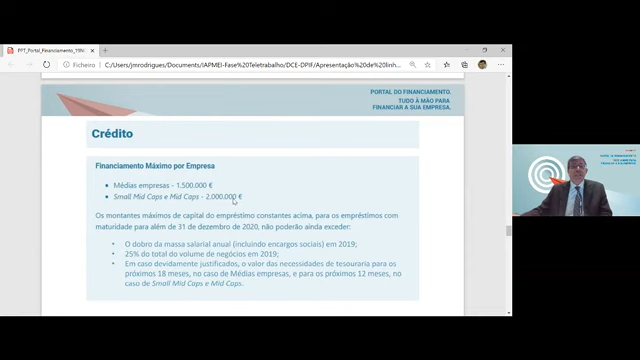 PPT_Portal_Financiamento_19N
Ficheiro
C:/Users/jmrodrigues/Documents/IAPMEI-Fase%20Teletrabalho/DCE-DPIF/Apresentação%20de%20linh...
PORTAL DO FINANCIAMENTO.
TUDO À MÃO PARA
FINANCIAR A SUA EMPRESA.
Crédito
Financiamento Máximo por Empresa
• Médias empresas - 1.500.000 €
• Small Mid Caps e Mid Caps - 2.000.000 €
Os montantes máximos de capital do empréstimo constantes acima, para os empréstimos com
maturidade para além de 31 de dezembro de 2020, não poderão ainda exceder:
• O dobro da massa salarial anual (incluindo encargos sociais) em 2019;
• 25% do total do volume de negócios em 2019;
• Em caso devidamente justificados, o valor das necessidades de tesouraria para os
próximos 18 meses, no caso de Médias empresas, e para os próximos 12 meses, no
caso de Small Mid Caps e Mid Caps.